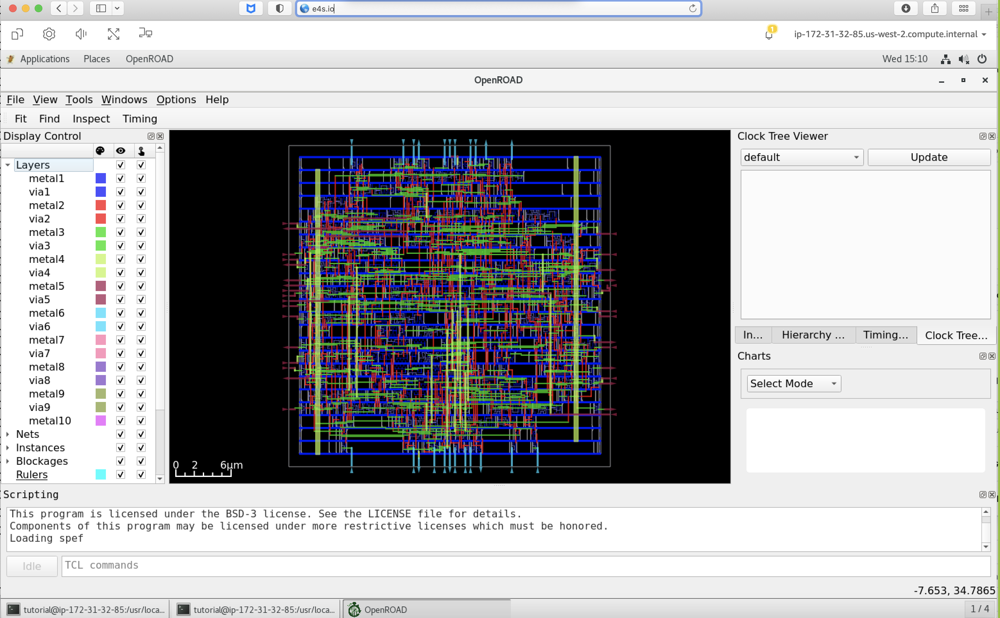 e4s.io
1
ip-172-31-32-85.us-west-2.compute.internal
Applications Places OpenROAD
Wed 15:10
OpenROAD
File View Tools Windows Options Help
Fit Find Inspect Timing
Display Control
Layers
metal1
via1
metal2
via2
metal3
via3
metal4
via4
metal5
via5
metal6
via6
metal7
via7
metal8
via8
metal9
via9
metal10
Nets
Instances
Blockages
Rulers
0 2 6µm
Clock Tree Viewer
default Update
In... Hierarchy ... Timing... Clock Tree...
Charts
Select Mode
Scripting
This program is licensed under the BSD-3 license. See the LICENSE file for details.
Components of this program may be licensed under more restrictive licenses which must be honored.
Loading spef
Idle TCL commands
-7.653, 34.7865
tutorial@ip-172-31-32-85:/usr/loca... tutorial@ip-172-31-32-85:/usr/loca... OpenROAD 1 / 4